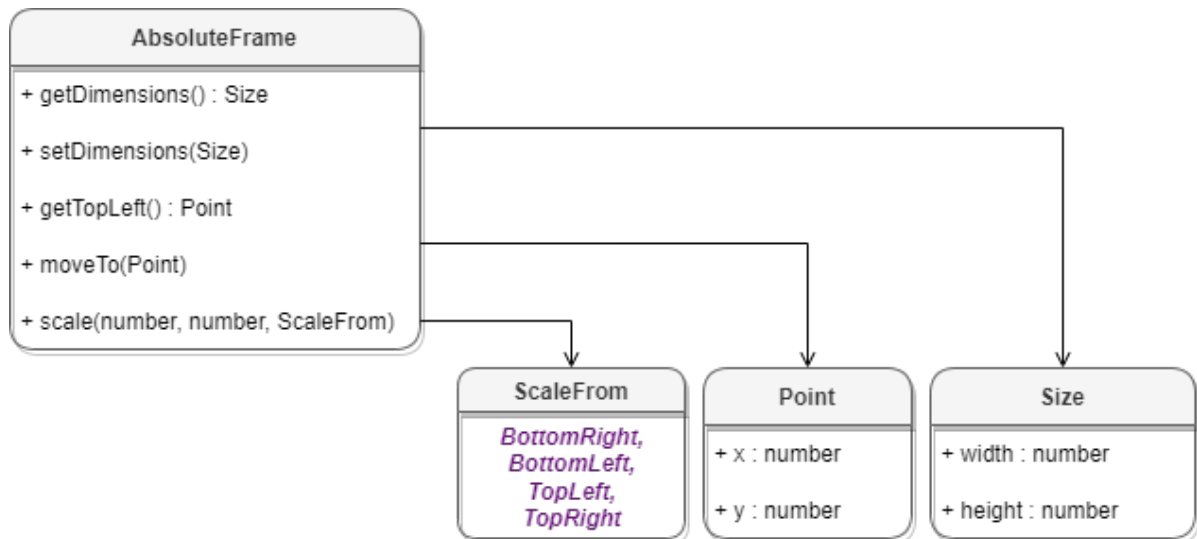 AbsoluteFrame
+ getDimensions() : Size
+ setDimensions(Size)
+ getTopLeft() : Point
+ moveTo(Point)
+ scale(number, number, ScaleFrom)
ScaleFrom
BottomRight,
BottomLeft,
TopLeft,
TopRight
Point
+ x : number
+ y : number
Size
+ width : number
+ height : number